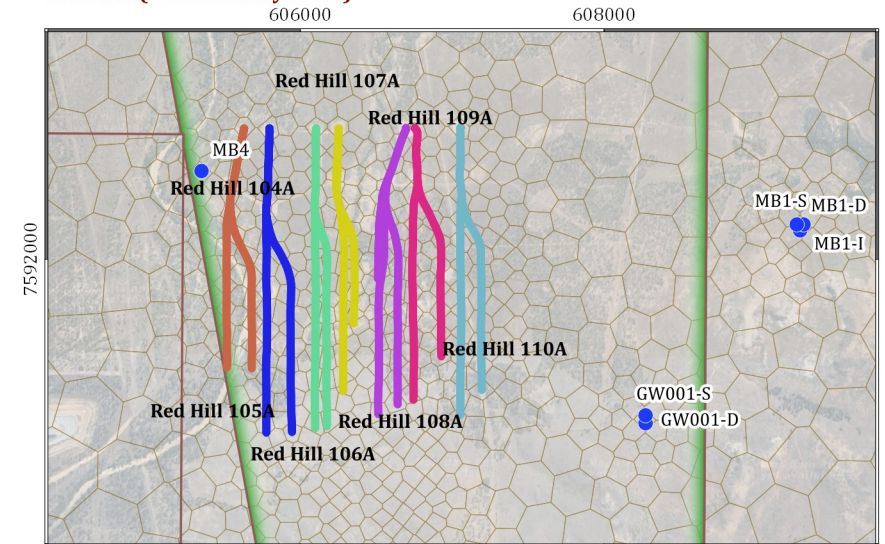 606000
608000
Red Hill 107A
Red Hill 109A
MB4
Red Hill 104A
MB1-S
MB1-D
MB1-I
7592000
Red Hill 110A
GW001-S
GW001-D
Red Hill 105A
Red Hill 108A
Red Hill 106A